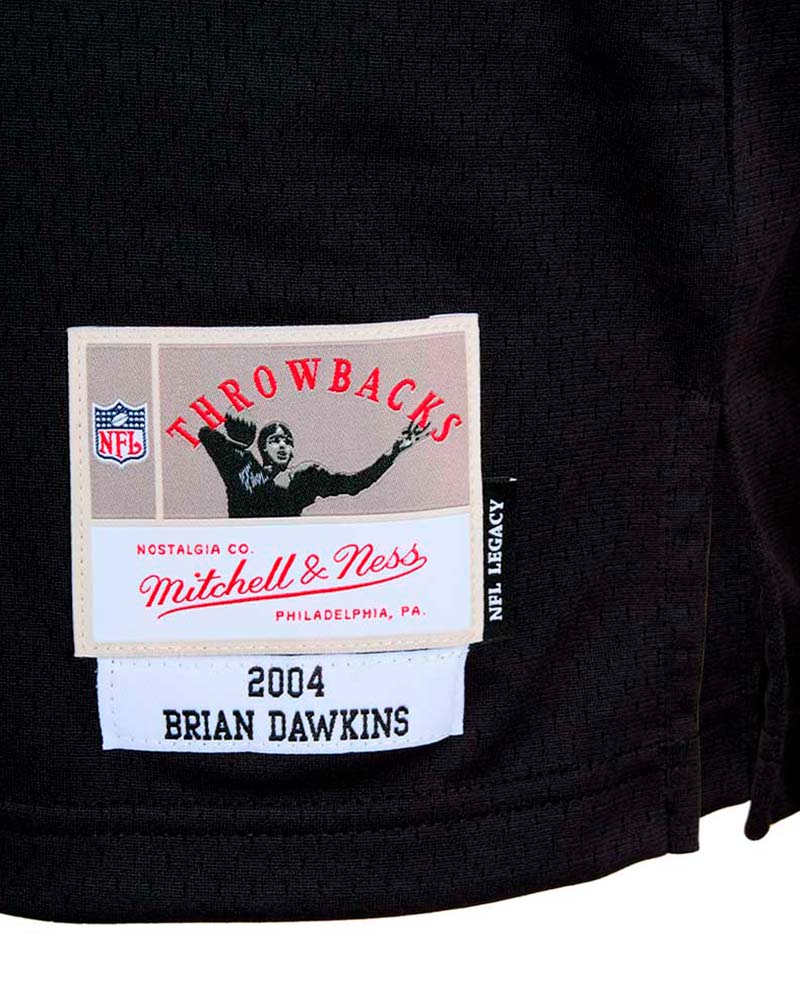 THROWBACKS
NFL
NOSTALGIA CO.
Mitchell & Ness
PHILADELPHIA, PA.
NFL LEGACY
2004
BRIAN DAWKINS